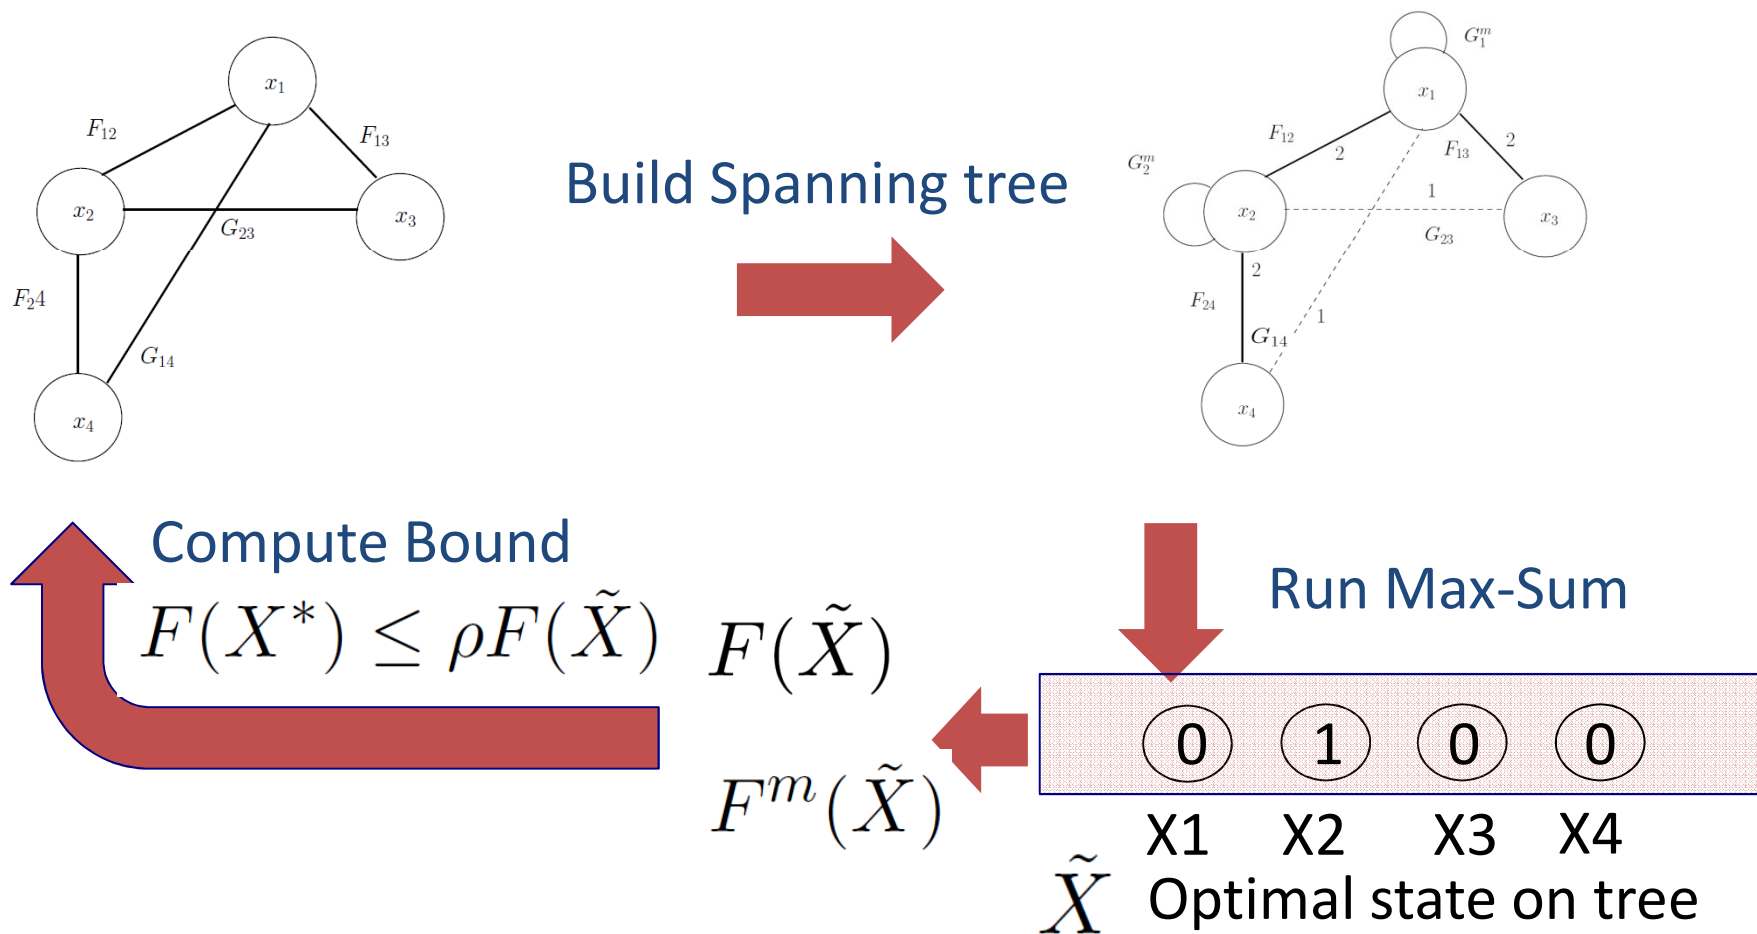 x₁
F₁₂
F₁₃
x₂
x₃
G₂₃
F₂4
G₁₄
x₄
Build Spanning tree
G₁ᵐ
x₁
F₁₂
2
F₁₃
2
G₂ᵐ
x₂
1
x₃
G₂₃
2
F₂₄
1
G₁₄
x₄
Compute Bound
F(X*) ≤ ρF(X̃)
Run Max-Sum
F(X̃)
Fᵐ(X̃)
0 1 0 0
X1 X2 X3 X4
X̃ Optimal state on tree